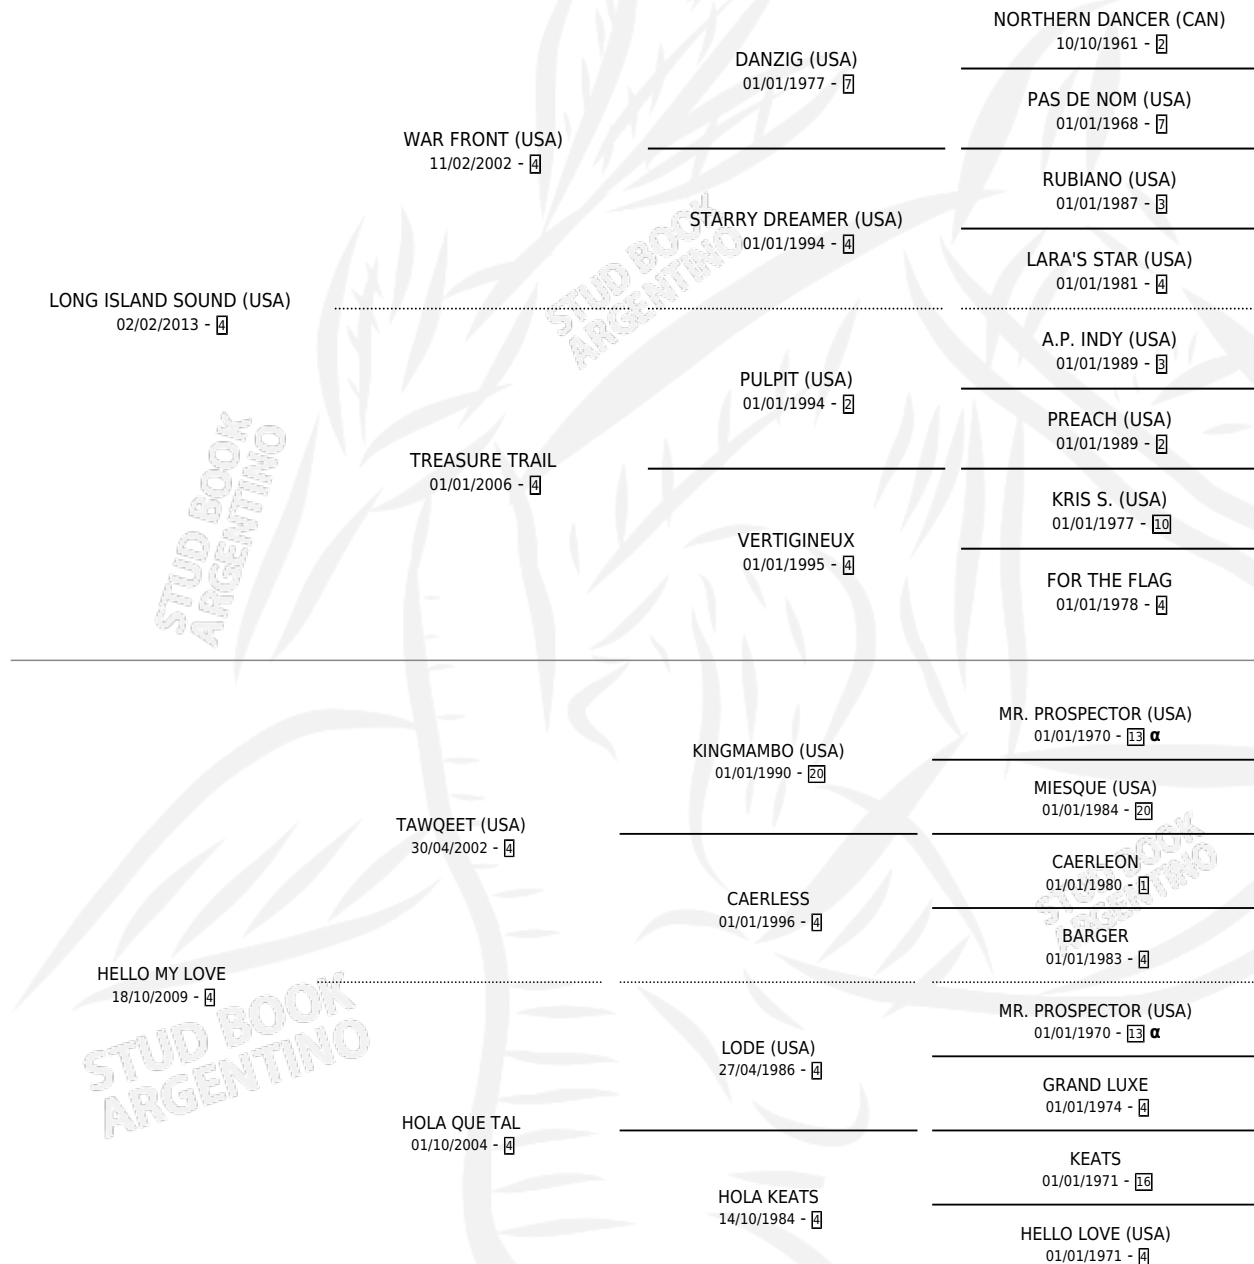 NORTHERN DANCER (CAN)
10/10/1961 - 2
DANZIG (USA)
01/01/1977 - 7
PAS DE NOM (USA)
01/01/1968 - 7
WAR FRONT (USA)
11/02/2002 - 4
RUBIANO (USA)
01/01/1987 - 3
STARRY DREAMER (USA)
01/01/1994 - 4
LARA'S STAR (USA)
01/01/1981 - 4
LONG ISLAND SOUND (USA)
02/02/2013 - 4
A.P. INDY (USA)
01/01/1989 - 3
PULPIT (USA)
01/01/1994 - 2
PREACH (USA)
01/01/1989 - 2
TREASURE TRAIL
01/01/2006 - 4
KRIS S. (USA)
01/01/1977 - 10
VERTIGINEUX
01/01/1995 - 4
FOR THE FLAG
01/01/1978 - 4
MR. PROSPECTOR (USA)
01/01/1970 - 13 α
KINGMAMBO (USA)
01/01/1990 - 20
MIESQUE (USA)
01/01/1984 - 20
TAWQEET (USA)
30/04/2002 - 4
CAERLEON
01/01/1980 - 1
CAERLESS
01/01/1996 - 4
BARGER
01/01/1983 - 4
HELLO MY LOVE
18/10/2009 - 4
MR. PROSPECTOR (USA)
01/01/1970 - 13 α
LODE (USA)
27/04/1986 - 4
GRAND LUXE
01/01/1974 - 4
HOLA QUE TAL
01/10/2004 - 4
KEATS
01/01/1971 - 16
HOLA KEATS
14/10/1984 - 4
HELLO LOVE (USA)
01/01/1971 - 4
STUD BOOK
ARGENTINO
STUD BOOK
ARGENTINO
STUD BOOK
ARGENTINO
STUD BOOK
ARGENTINO